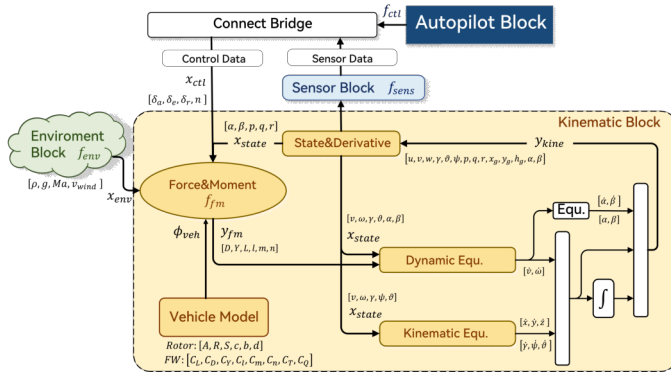 Connect Bridge
f_ctl
Autopilot Block
Control Data
Sensor Data
x_ctl
[δ_a, δ_e, δ_r, n]
Sensor Block f_sens
Enviroment
Block f_env
[ρ, g, Ma, v_wind]
x_env
Kinematic Block
[α, β, p, q, r]
x_state
State&Derivative
y_Kine
[u, v, w, γ, ϑ, ψ, p, q, r, x_g, y_g, h_g, α, β]
Force&Moment
f_fm
ϕ_veh
y_fm
[D, Y, L, l, m, n]
[v, ω, γ, ϑ, α, β]
x_state
Dynamic Equ.
[v̇, ω̇]
Equ.
[α̇, β̇]
[α, β]
∫
Vehicle Model
Rotor: [A, R, S, c, b, d]
FW: [C_L, C_D, C_Y, C_l, C_m, C_n, C_T, C_Q]
[v, ω, γ, ψ, ϑ]
x_state
Kinematic Equ.
[ẋ, ẏ, ż]
[γ̇, ψ̇, ϑ̇]